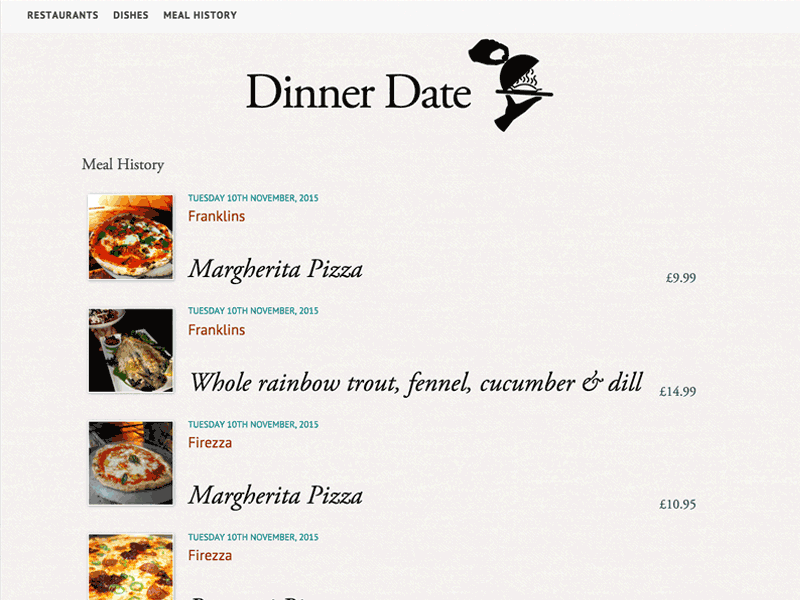 RESTAURANTS DISHES MEAL HISTORY
Dinner Date
Meal History
TUESDAY 10TH NOVEMBER, 2015
Franklins
Margherita Pizza
£9.99
TUESDAY 10TH NOVEMBER, 2015
Franklins
Whole rainbow trout, fennel, cucumber & dill
£14.99
TUESDAY 10TH NOVEMBER, 2015
Firezza
Margherita Pizza
£10.95
TUESDAY 10TH NOVEMBER, 2015
Firezza